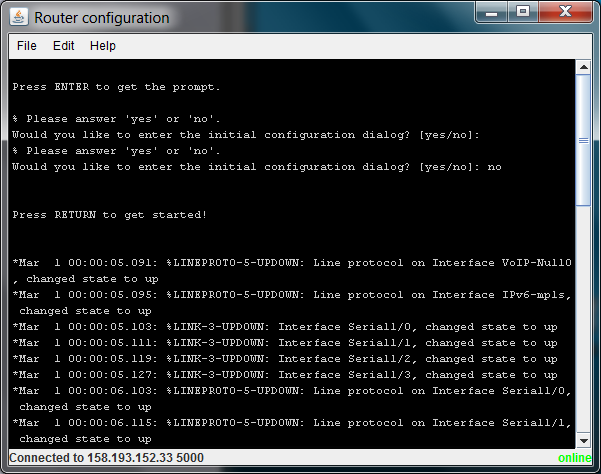 Router configuration
File Edit Help
Press ENTER to get the prompt.
% Please answer 'yes' or 'no'.
Would you like to enter the initial configuration dialog? [yes/no]:
% Please answer 'yes' or 'no'.
Would you like to enter the initial configuration dialog? [yes/no]: no
Press RETURN to get started!
*Mar  1 00:00:05.091: %LINEPROTO-5-UPDOWN: Line protocol on Interface VoIP-Null0
, changed state to up
*Mar  1 00:00:05.095: %LINEPROTO-5-UPDOWN: Line protocol on Interface IPv6-mpls,
changed state to up
*Mar  1 00:00:05.103: %LINK-3-UPDOWN: Interface Serial1/0, changed state to up
*Mar  1 00:00:05.111: %LINK-3-UPDOWN: Interface Serial1/1, changed state to up
*Mar  1 00:00:05.119: %LINK-3-UPDOWN: Interface Serial1/2, changed state to up
*Mar  1 00:00:05.127: %LINK-3-UPDOWN: Interface Serial1/3, changed state to up
*Mar  1 00:00:06.103: %LINEPROTO-5-UPDOWN: Line protocol on Interface Serial1/0,
changed state to up
*Mar  1 00:00:06.115: %LINEPROTO-5-UPDOWN: Line protocol on Interface Serial1/1,
changed state to up
Connected to 158.193.152.33 5000 online